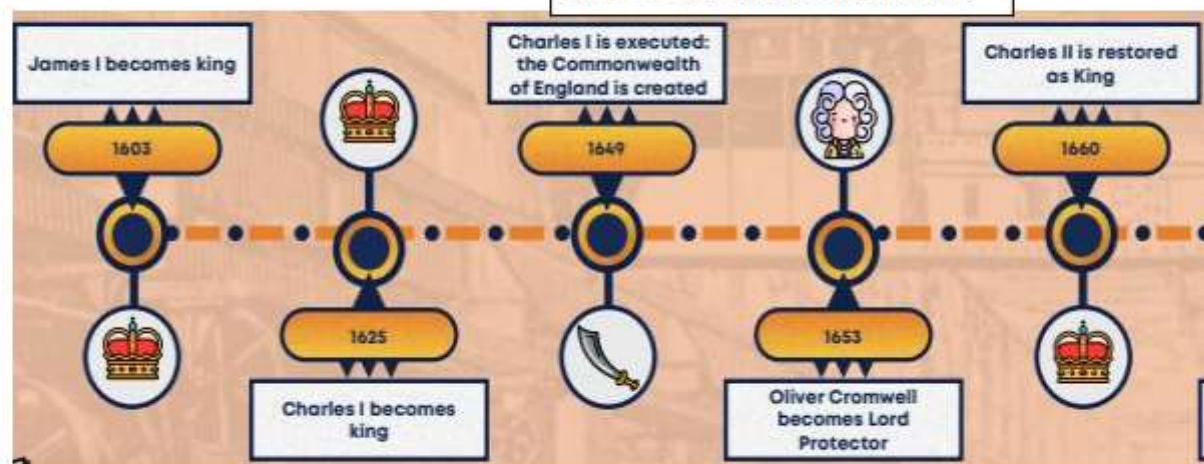 James I becomes king
1603
1625
Charles I becomes
king
Charles I is executed:
the Commonwealth
of England is created
1649
1653
Oliver Cromwell
becomes Lord
Protector
Charles II is restored
as King
1660